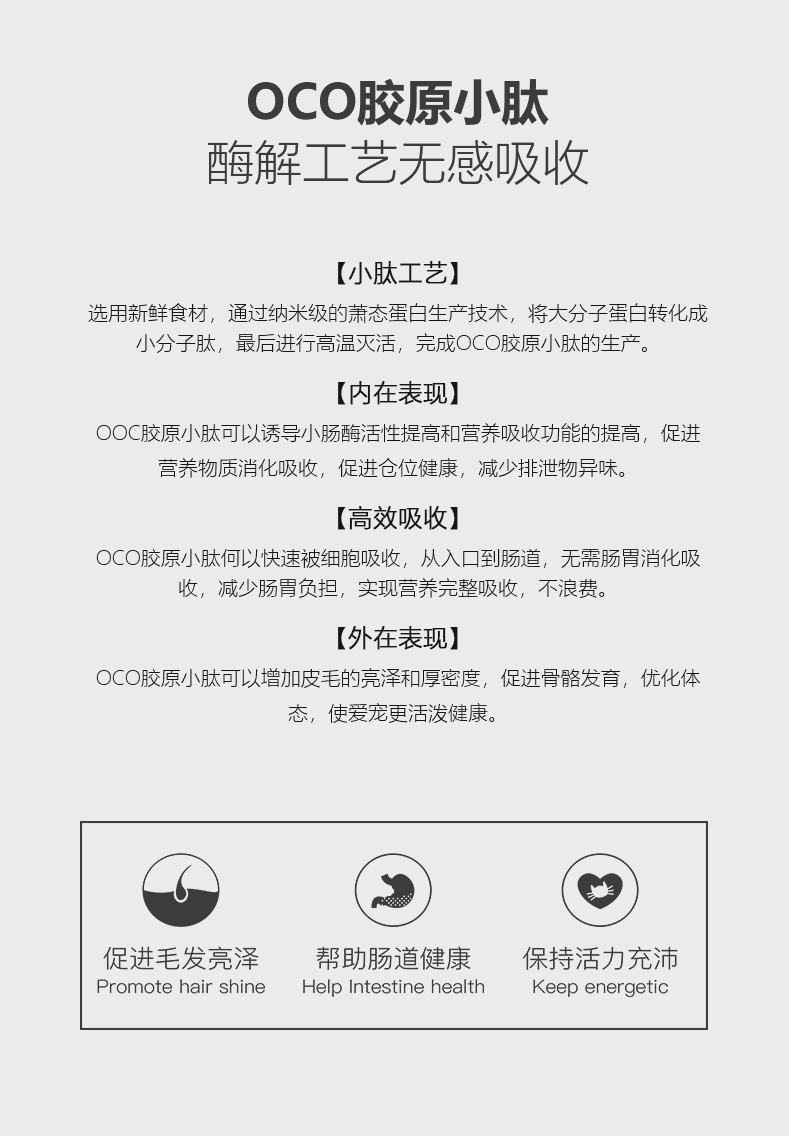 OCO胶原小肽
酶解工艺无感吸收
【小肽工艺】
选用新鲜食材，通过纳米级的萧态蛋白生产技术，将大分子蛋白转化成
小分子肽，最后进行高温灭活，完成OCO胶原小肽的生产。
【内在表现】
OOC胶原小肽可以诱导小肠酶活性提高和营养吸收功能的提高，促进
营养物质消化吸收，促进仓位健康，减少排泄物异味。
【高效吸收】
OCO胶原小肽何以快速被细胞吸收，从入口到肠道，无需肠胃消化吸
收，减少肠胃负担，实现营养完整吸收，不浪费。
【外在表现】
OCO胶原小肽可以增加皮毛的亮泽和厚密度，促进骨骼发育，优化体
态，使爱宠更活泼健康。
促进毛发亮泽
Promote hair shine
帮助肠道健康
Help Intestine health
保持活力充沛
Keep energetic